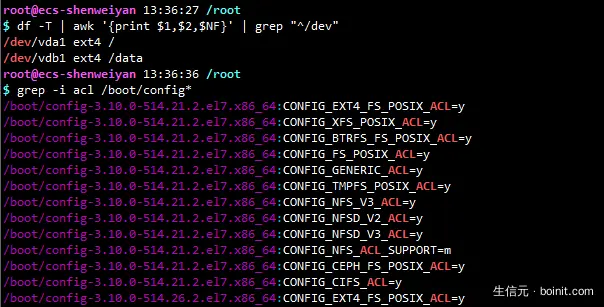 root@ecs-shenweiyan 13:36:27 /root
$ df -T | awk '{print $1,$2,$NF}' | grep "^/dev"
/dev/vda1 ext4 /
/dev/vdb1 ext4 /data
root@ecs-shenweiyan 13:36:36 /root
$ grep -i acl /boot/config*
/boot/config-3.10.0-514.21.2.el7.x86_64:CONFIG_EXT4_FS_POSIX_ACL=y
/boot/config-3.10.0-514.21.2.el7.x86_64:CONFIG_XFS_POSIX_ACL=y
/boot/config-3.10.0-514.21.2.el7.x86_64:CONFIG_BTRFS_FS_POSIX_ACL=y
/boot/config-3.10.0-514.21.2.el7.x86_64:CONFIG_FS_POSIX_ACL=y
/boot/config-3.10.0-514.21.2.el7.x86_64:CONFIG_GENERIC_ACL=y
/boot/config-3.10.0-514.21.2.el7.x86_64:CONFIG_TMPFS_POSIX_ACL=y
/boot/config-3.10.0-514.21.2.el7.x86_64:CONFIG_NFS_V3_ACL=y
/boot/config-3.10.0-514.21.2.el7.x86_64:CONFIG_NFSD_V2_ACL=y
/boot/config-3.10.0-514.21.2.el7.x86_64:CONFIG_NFSD_V3_ACL=y
/boot/config-3.10.0-514.21.2.el7.x86_64:CONFIG_NFS_ACL_SUPPORT=m
/boot/config-3.10.0-514.21.2.el7.x86_64:CONFIG_CEPH_FS_POSIX_ACL=y
/boot/config-3.10.0-514.21.2.el7.x86_64:CONFIG_CIFS_ACL=y
/boot/config-3.10.0-514.26.2.el7.x86_64:CONFIG_EXT4_FS_POSIX_ACL=y
生信元 · boinit.com